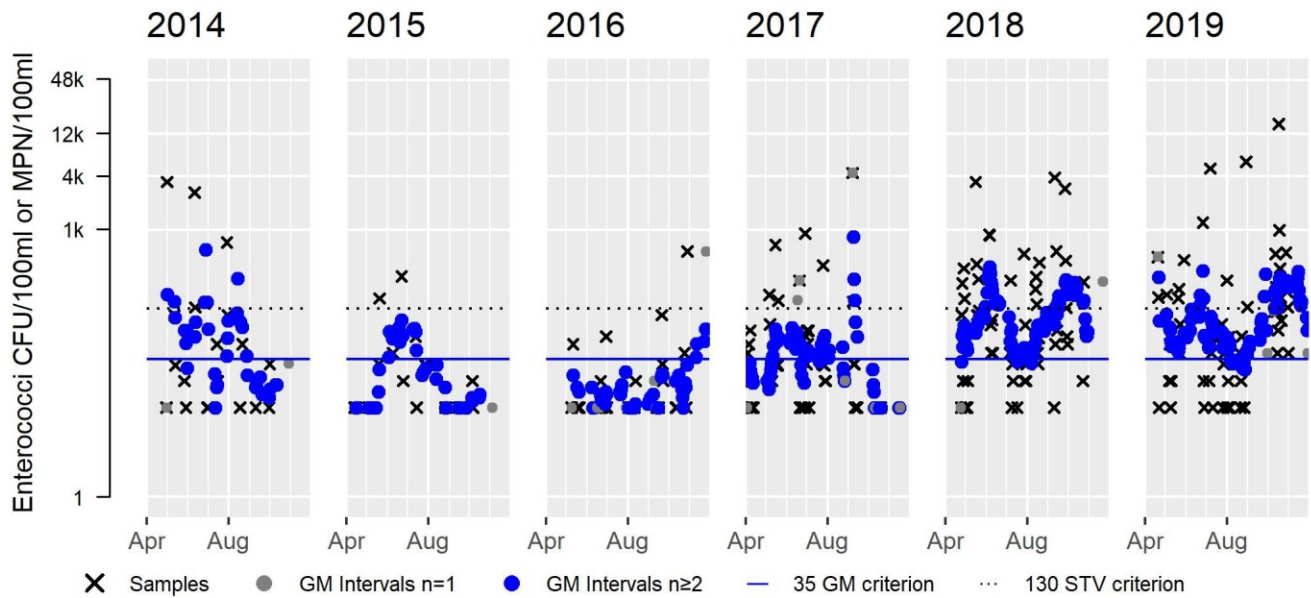 2014 2015 2016 2017 2018 2019
Enterococci CFU/100ml or MPN/100ml
48k
12k
4k
1k
1
Apr Aug Apr Aug Apr Aug Apr Aug Apr Aug Apr Aug
Samples GM Intervals n=1 GM Intervals n≥2 35 GM criterion 130 STV criterion